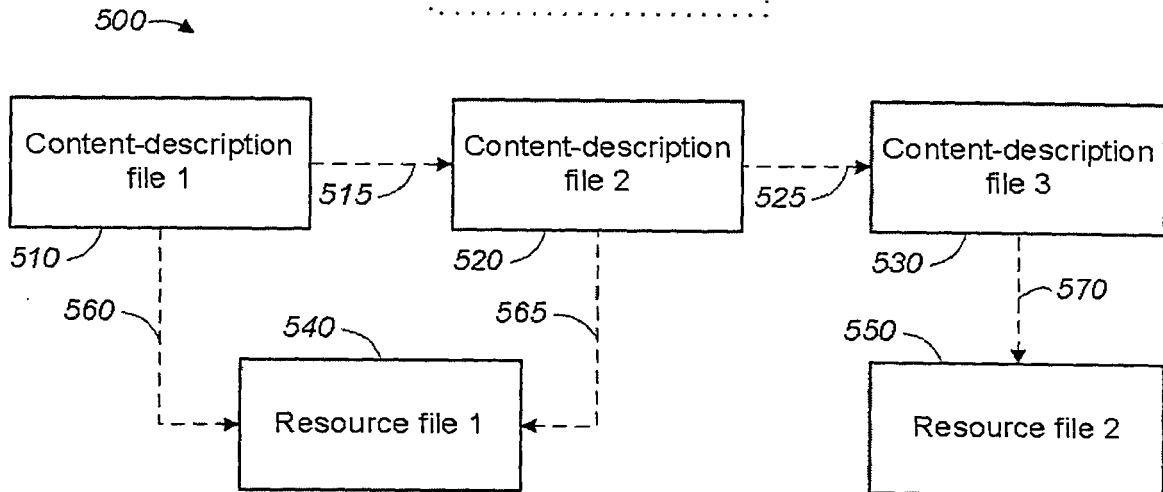 500
Content-description
file 1
Content-description
file 2
Content-description
file 3
515
525
510
520
530
560
565
570
540
550
Resource file 1
Resource file 2